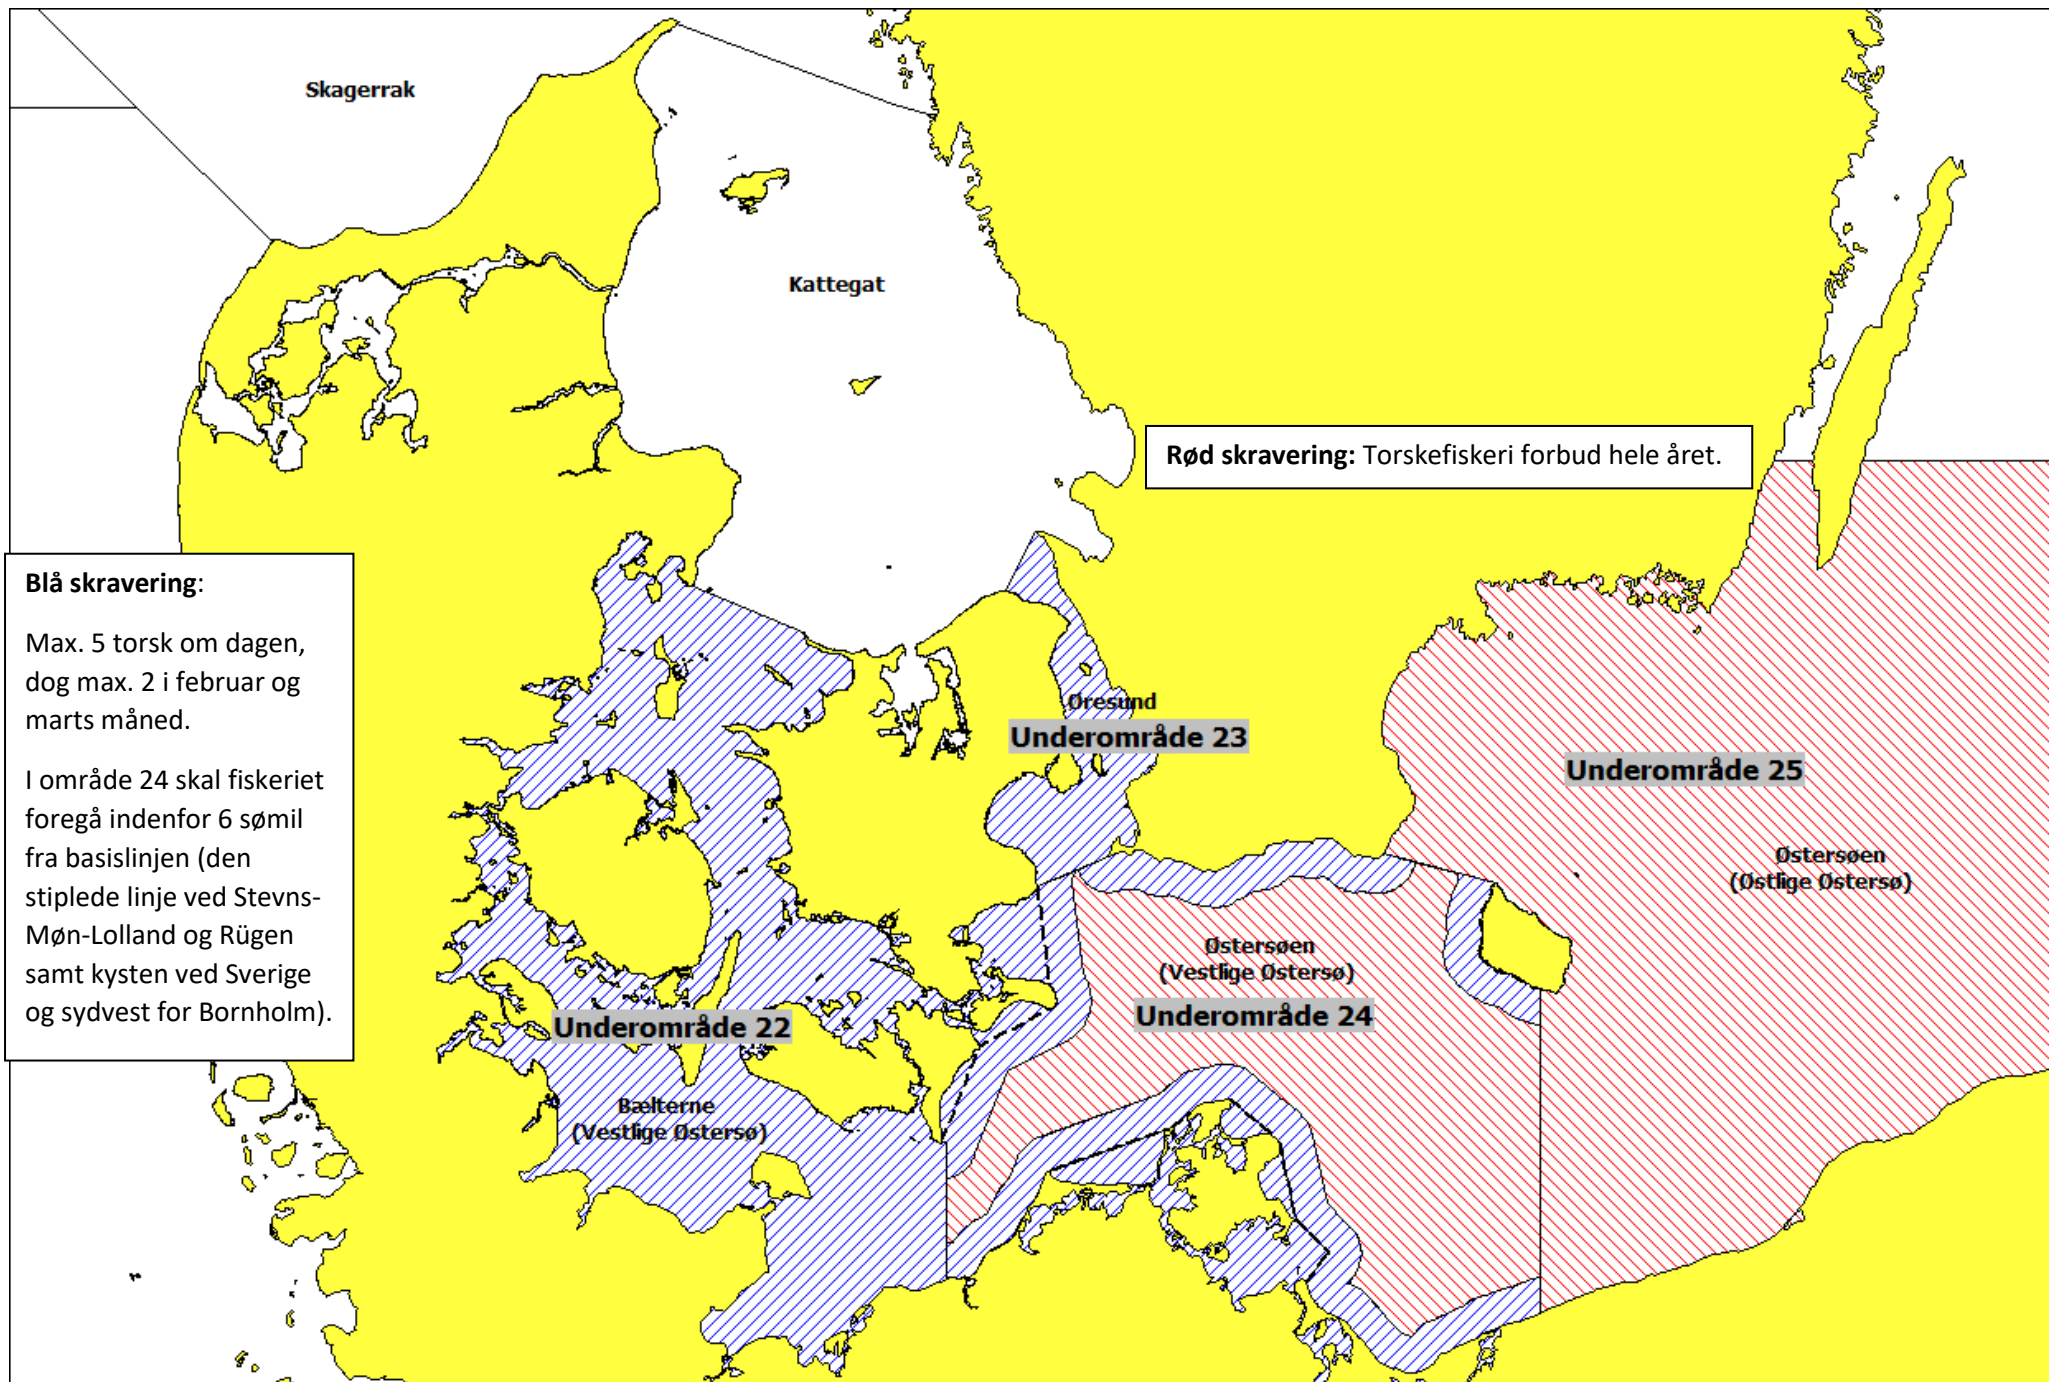 Skagerrak
Kattegat
Rød skravering: Torskefiskeri forbud hele året.
Blå skravering:
Max. 5 torsk om dagen,
dog max. 2 i februar og
marts måned.
I område 24 skal fiskeriet
foregå indenfor 6 sømil
fra basislinjen (den
stiplede linje ved Stevns-
Møn-Lolland og Rügen
samt kysten ved Sverige
og sydvest for Bornholm).
Øresund
Underområde 23
Underområde 25
Østersøen
(Østlige Østersø)
Østersøen
(Vestlige Østersø)
Underområde 24
Underområde 22
Bælterne
(Vestlige Østersø)